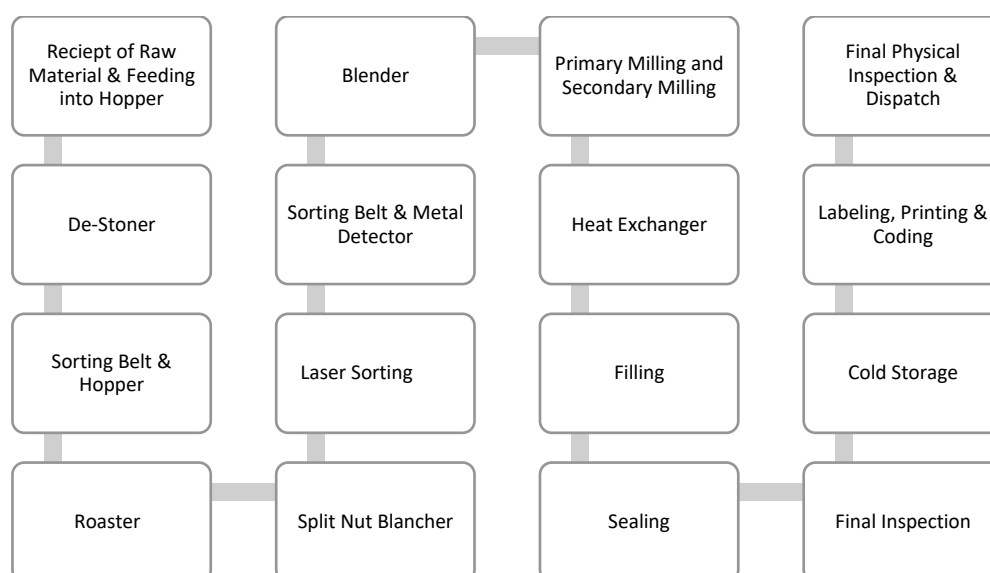 Reciept of Raw
Material & Feeding
into Hopper
De-Stoner
Sorting Belt &
Hopper
Roaster
Split Nut Blancher
Laser Sorting
Sorting Belt & Metal
Detector
Blender
Primary Milling and
Secondary Milling
Heat Exchanger
Filling
Sealing
Final Inspection
Cold Storage
Labeling, Printing &
Coding
Final Physical
Inspection &
Dispatch